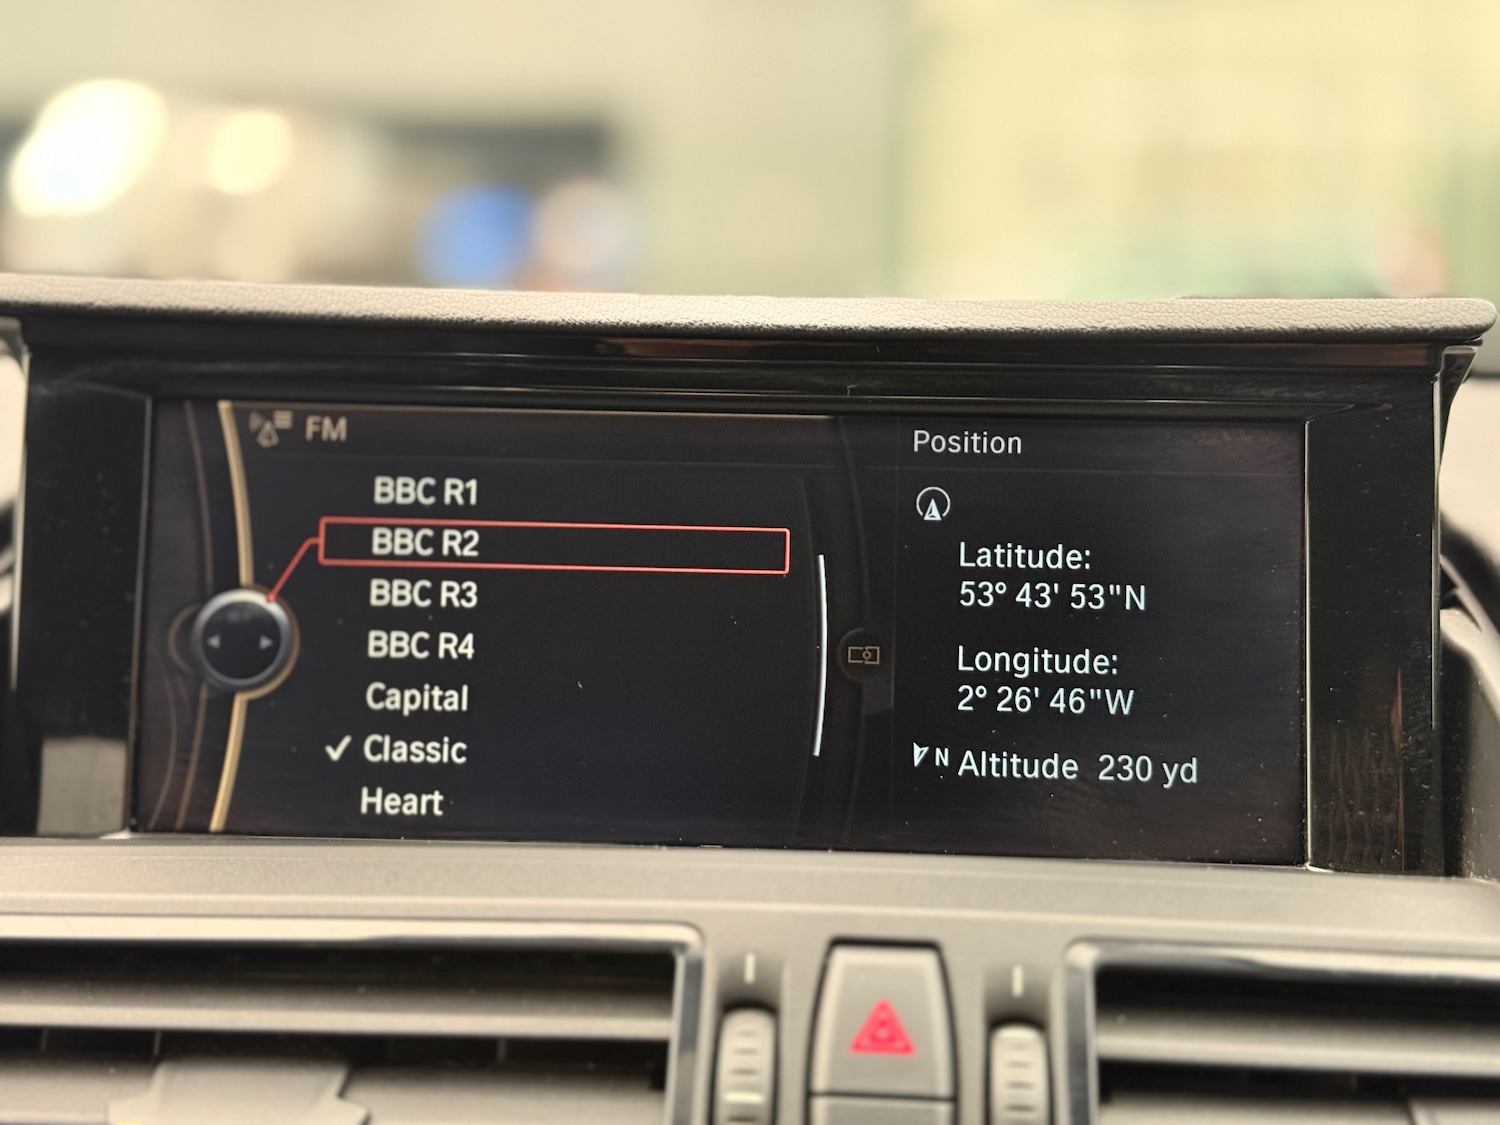 FM
BBC R1
BBC R2
BBC R3
BBC R4
Capital
Classic
Heart
Position
Latitude:
53° 43' 53"N
Longitude:
2° 26' 46"W
N Altitude 230 yd